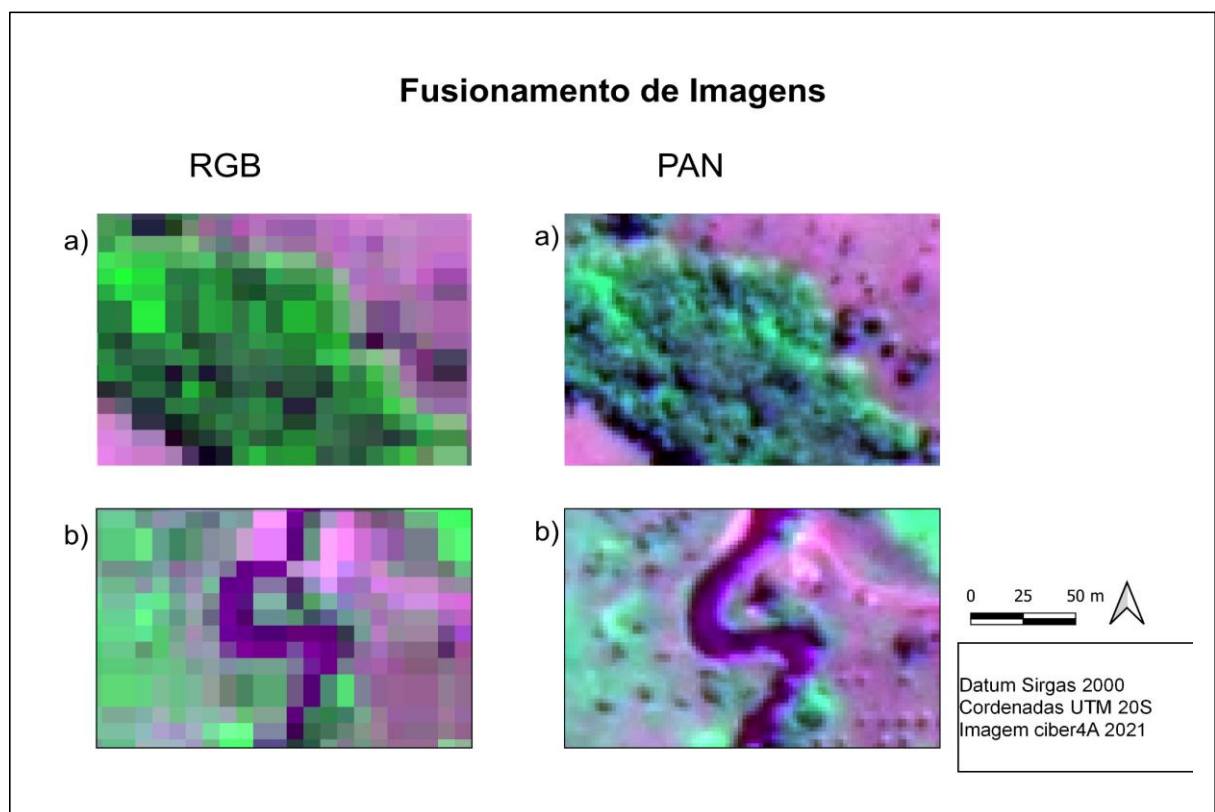 Fusionamento de Imagens
RGB
PAN
a)
a)
b)
b)
0 25 50 m
Datum Sirgas 2000
Cordenadas UTM 20S
Imagem ciber4A 2021